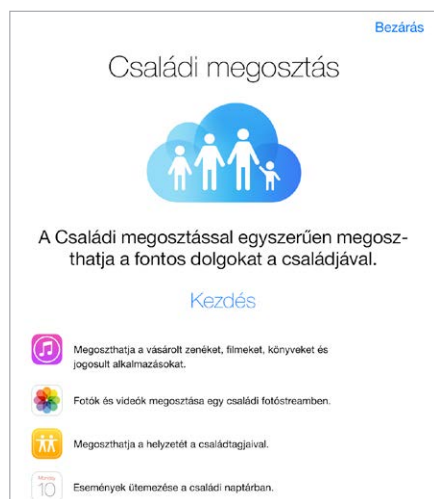 Bezárás
Családi megosztás
A Családi megosztással egyszerűen megosz-
thatja a fontos dolgokat a családjával.
Kezdés
Megoszthatja a vásárolt zenéket, filmeket, könyveket és
jogosult alkalmazásokat.
Fotók és videók megosztása egy családi fotóstreamben.
Megoszthatja a helyzetét a családtagjaival.
Monday
10
Események ütemezése a családi naptárban.